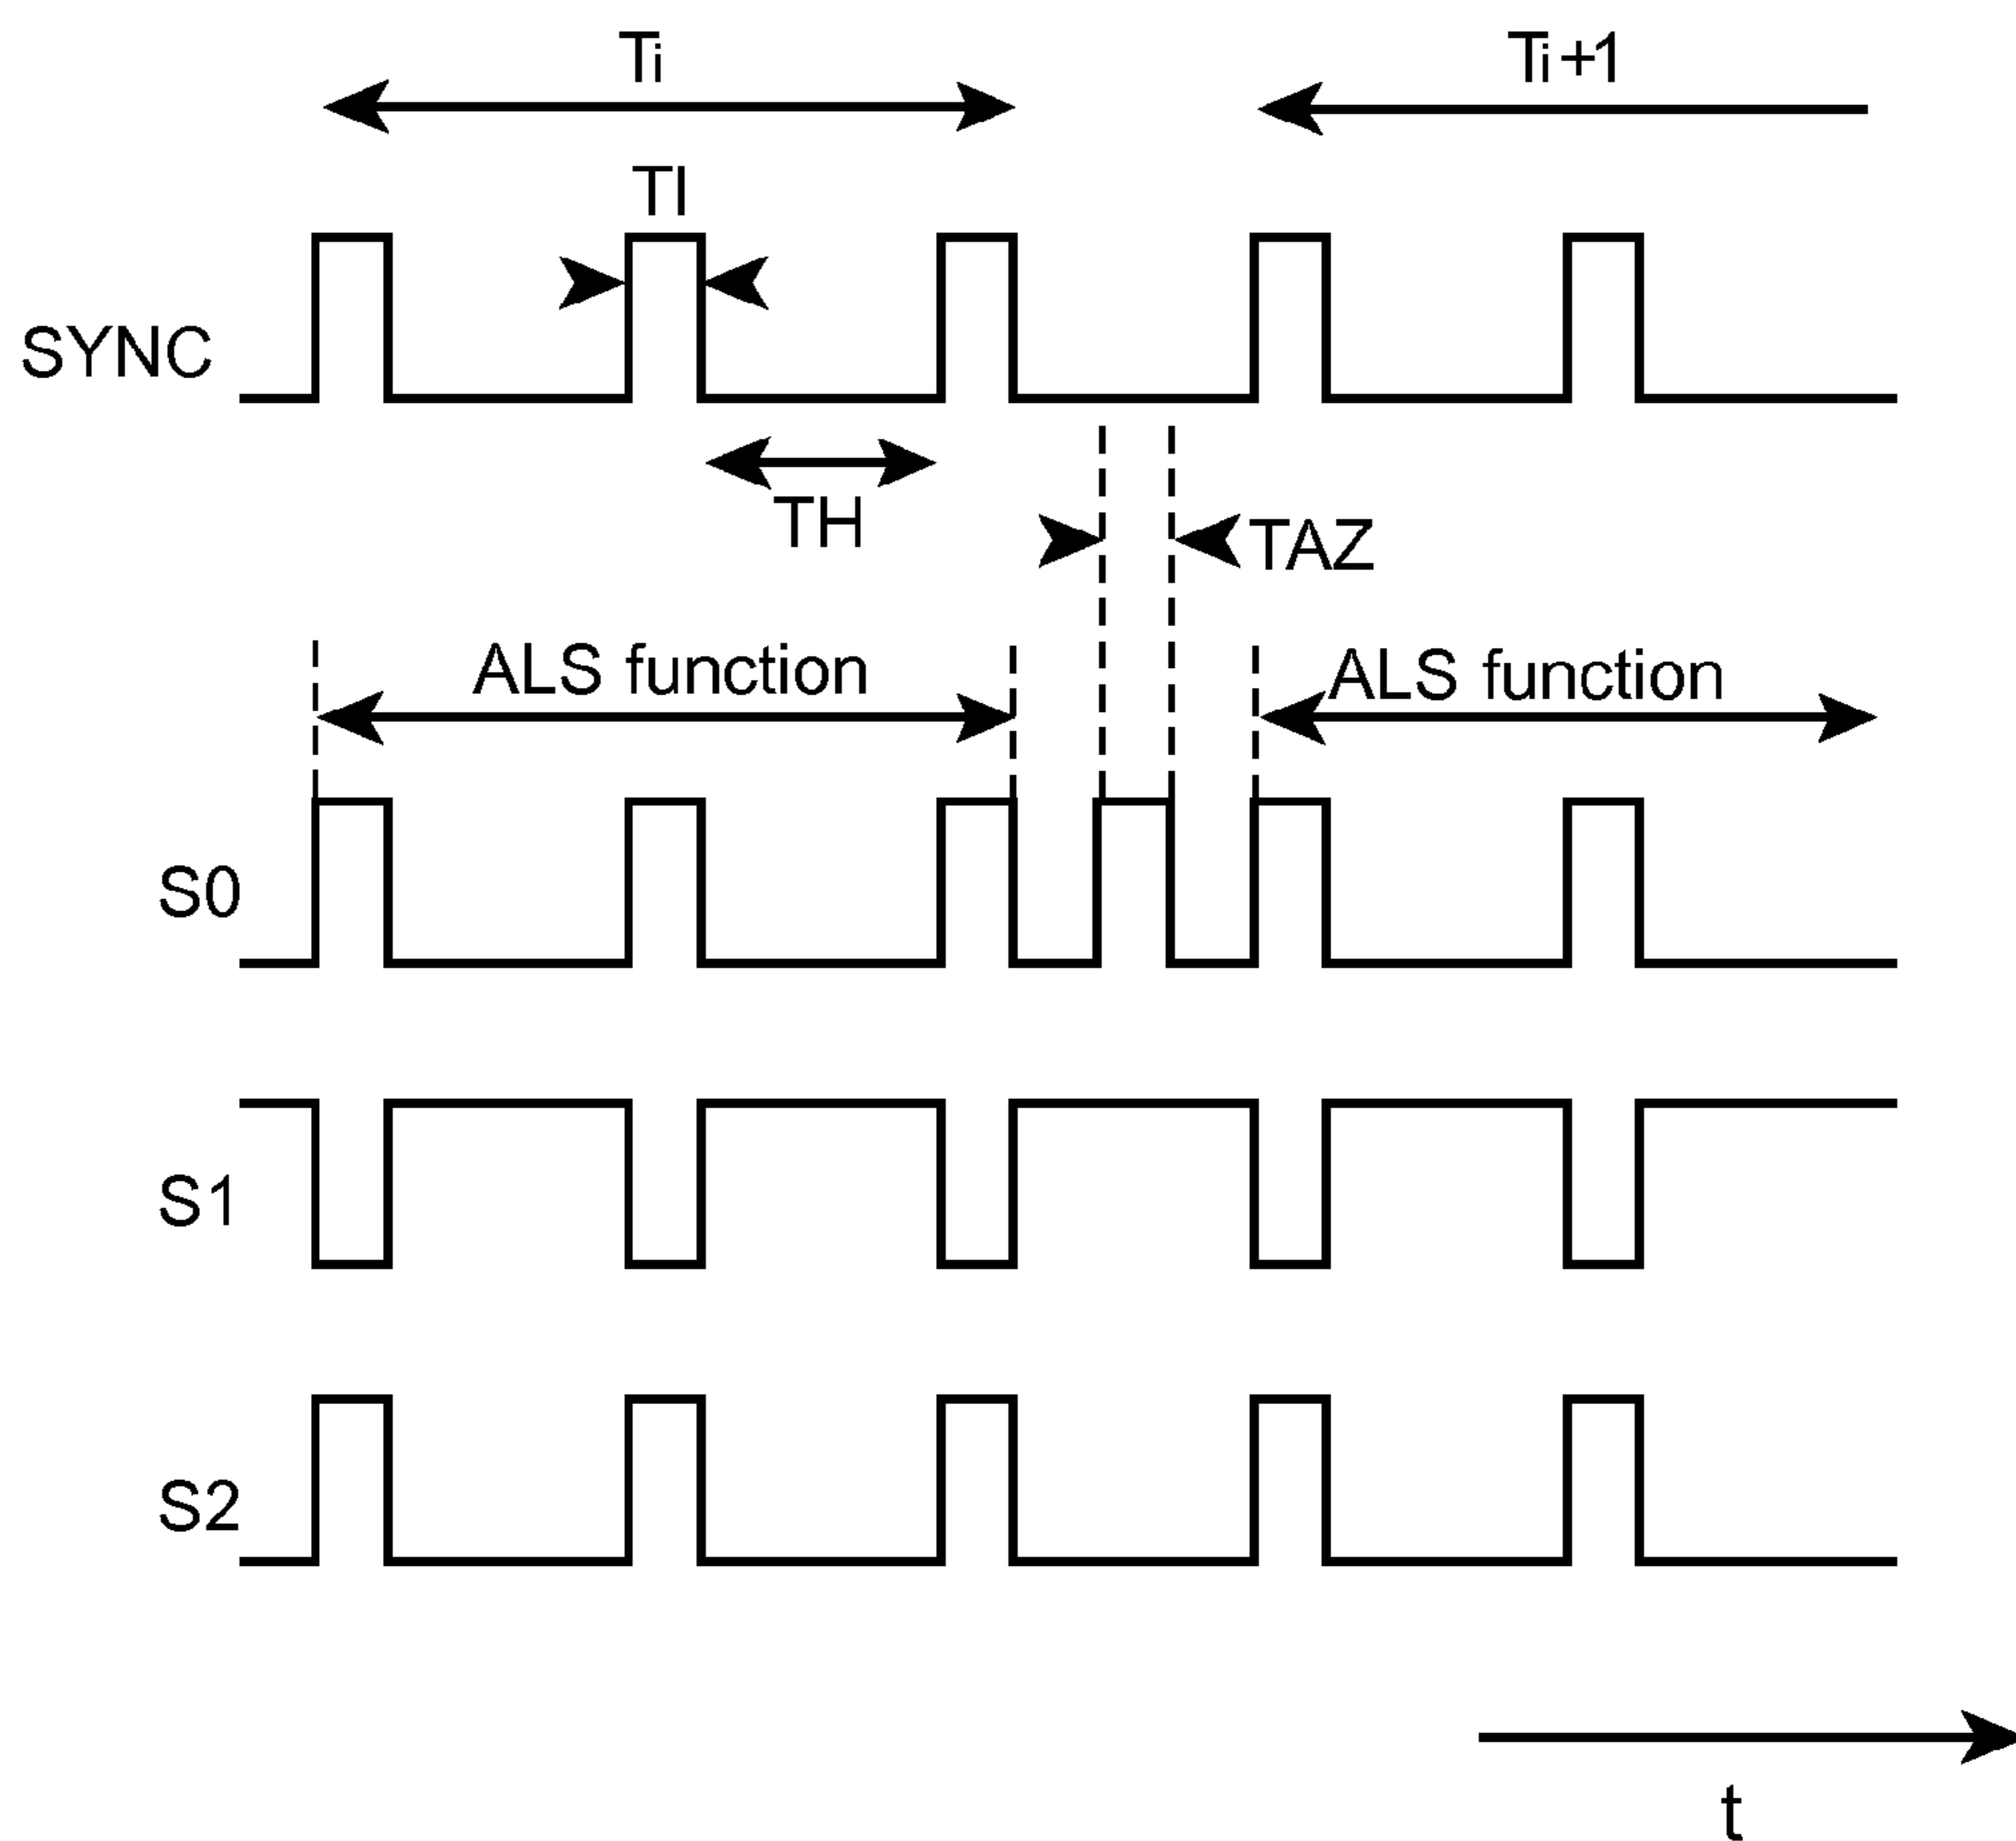 Ti
Ti+1
TI
SYNC
TH
TAZ
ALS function
ALS function
S0
S1
S2
t